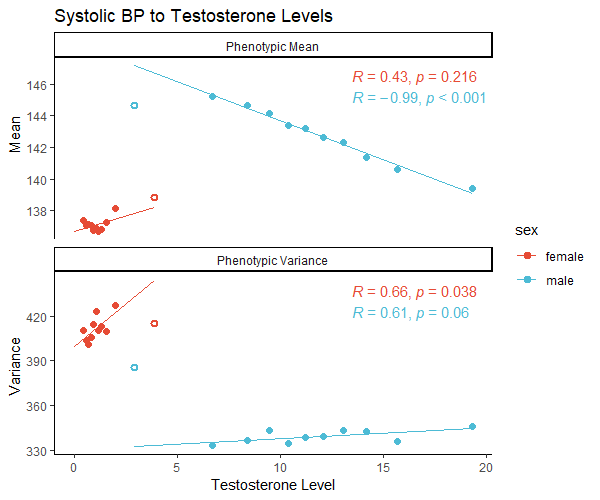 Systolic BP to Testosterone Levels
Phenotypic Mean
R = 0.43, p = 0.216
R = −0.99, p < 0.001
146
144
142
140
138
Mean
Phenotypic Variance
R = 0.66, p = 0.038
R = 0.61, p = 0.06
420
390
360
330
Variance
0 5 10 15 20
Testosterone Level
sex
female
male